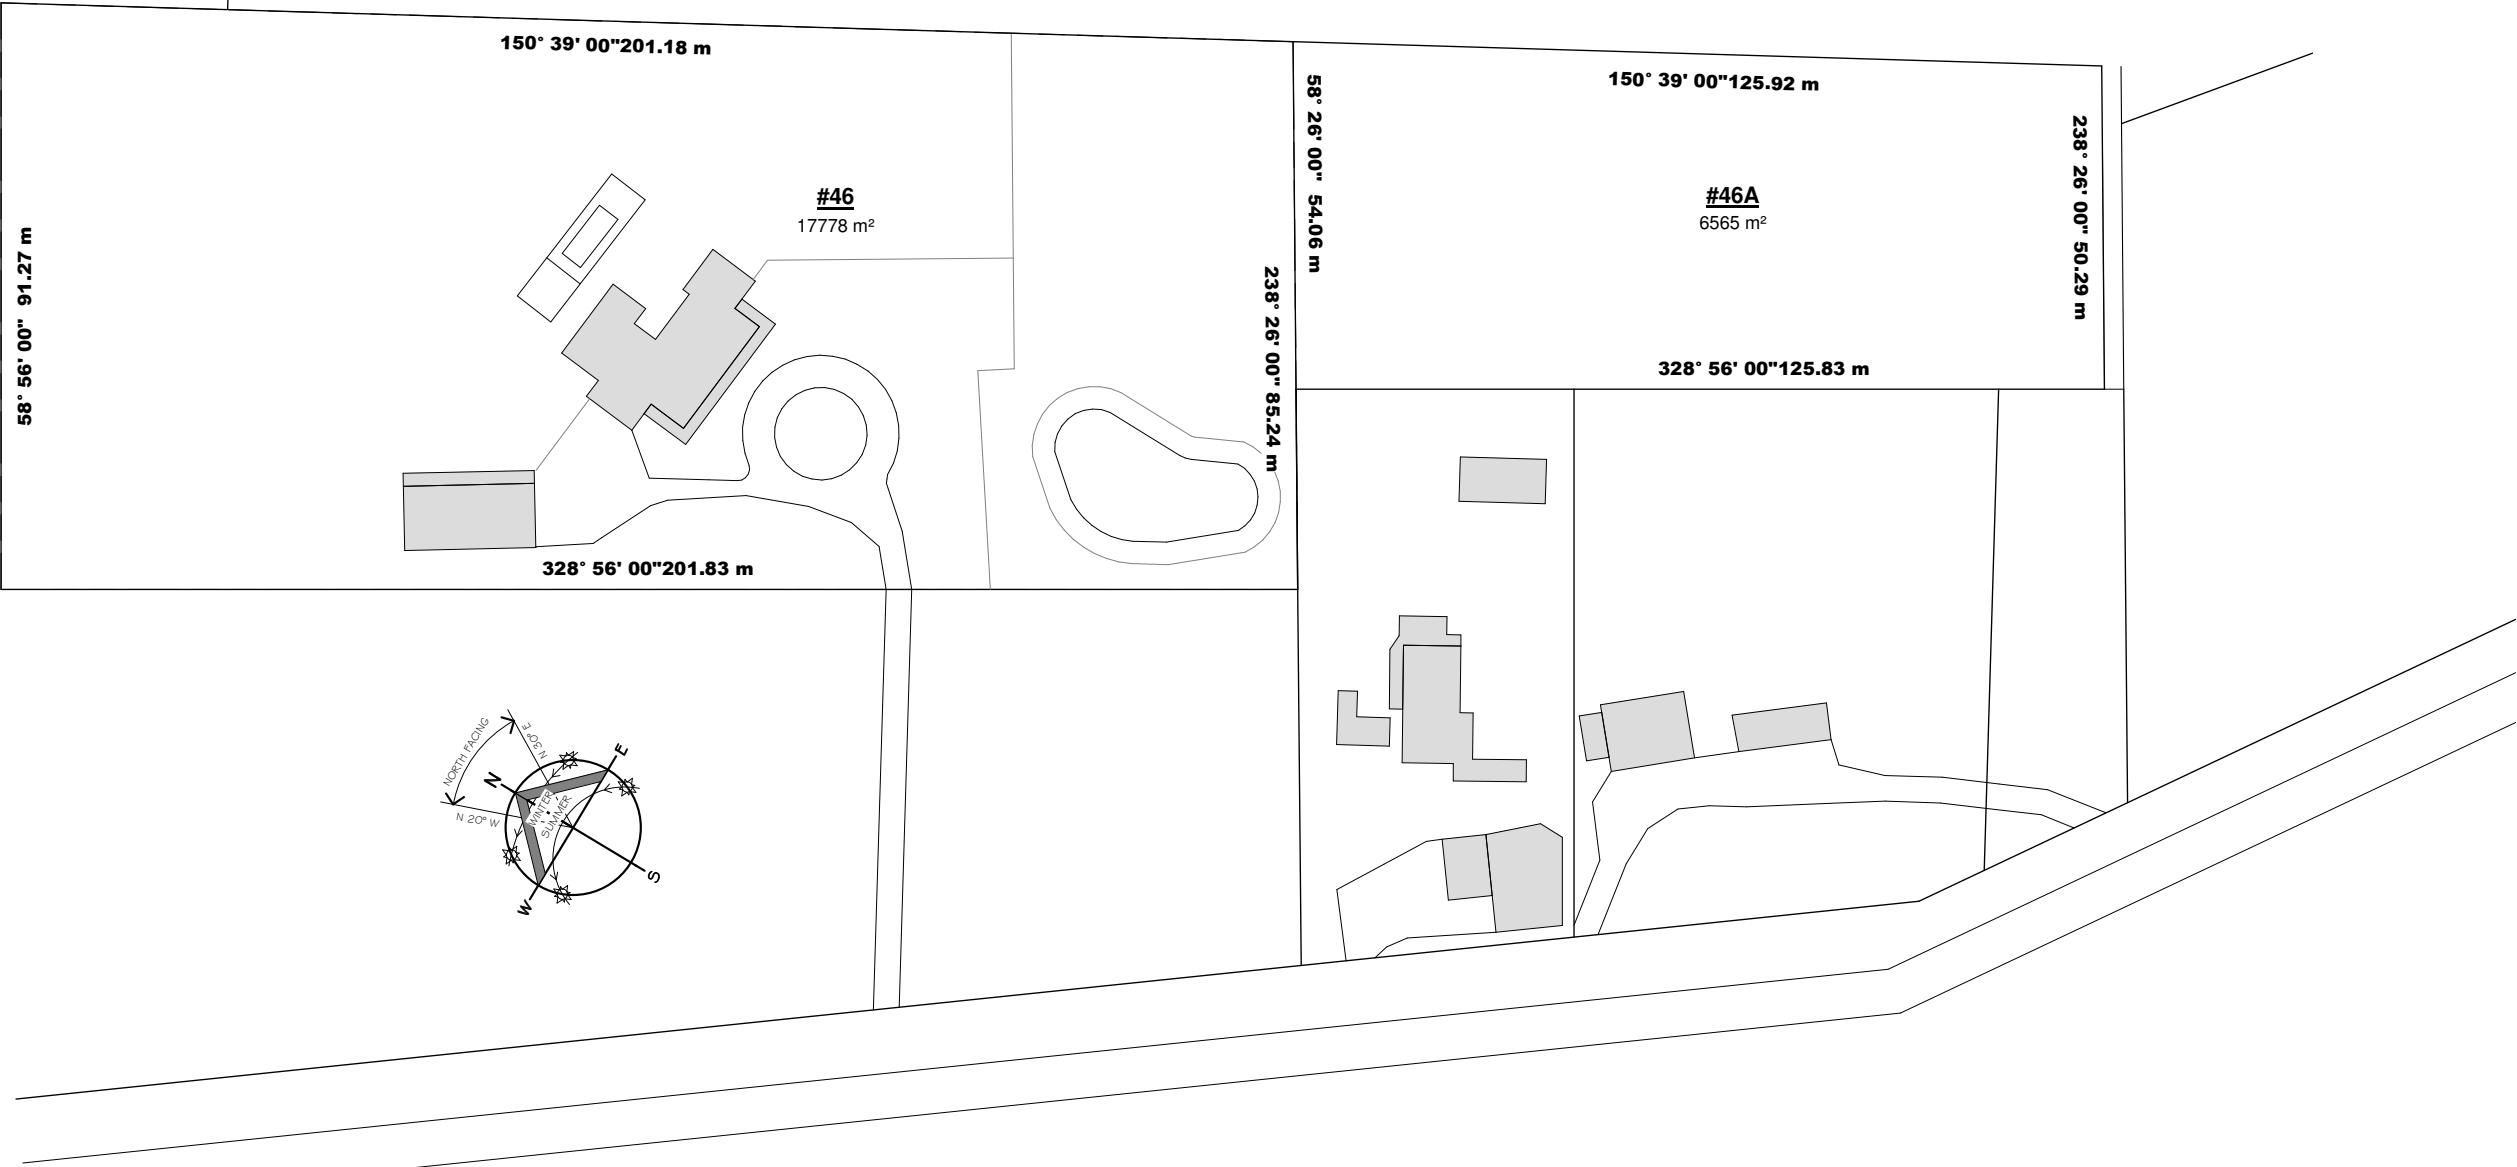 150° 39' 00"201.18 m
150° 39' 00"125.92 m
58° 26' 00" 54.06 m
238° 26' 00" 50.29 m
#46
17778 m²
#46A
6565 m²
58° 56' 00" 91.27 m
238° 26' 00" 85.24 m
328° 56' 00"125.83 m
328° 56' 00"201.83 m
NORTH FACING
N 30° E
N 20° W
N
E
WINTER
SUMMER
S
W